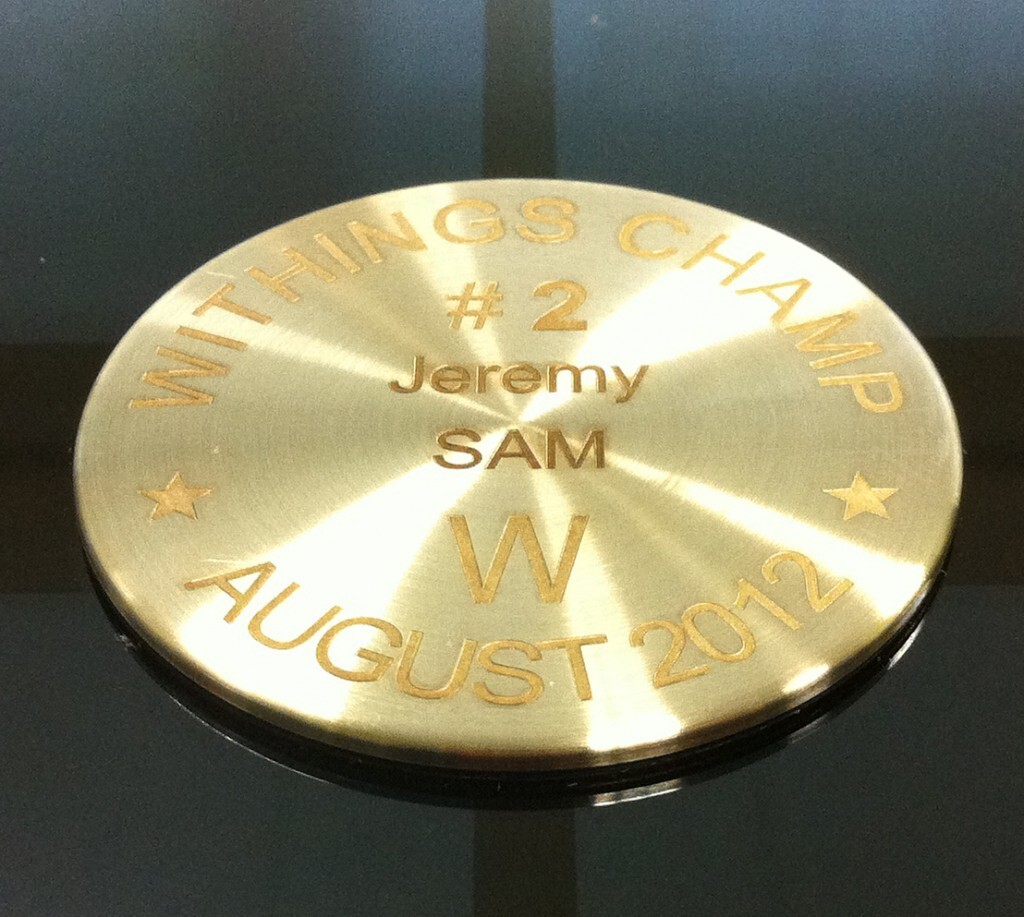 WITHINGS CHAMP
# 2
Jeremy
SAM
W
AUGUST 2012